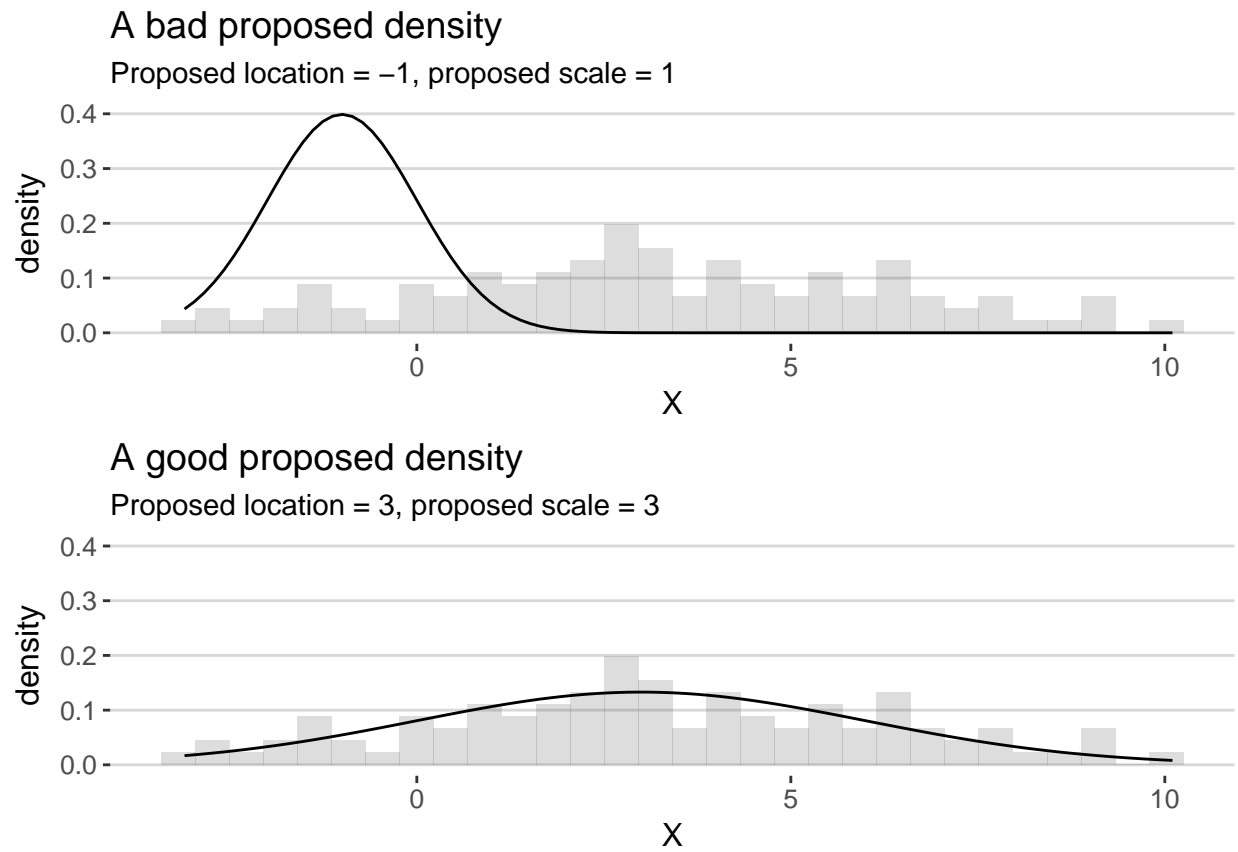 A bad proposed density
Proposed location = −1, proposed scale = 1
0.4
0.3
0.2
0.1
0.0
density
0 5 10
X
A good proposed density
Proposed location = 3, proposed scale = 3
0.4
0.3
0.2
0.1
0.0
density
0 5 10
X